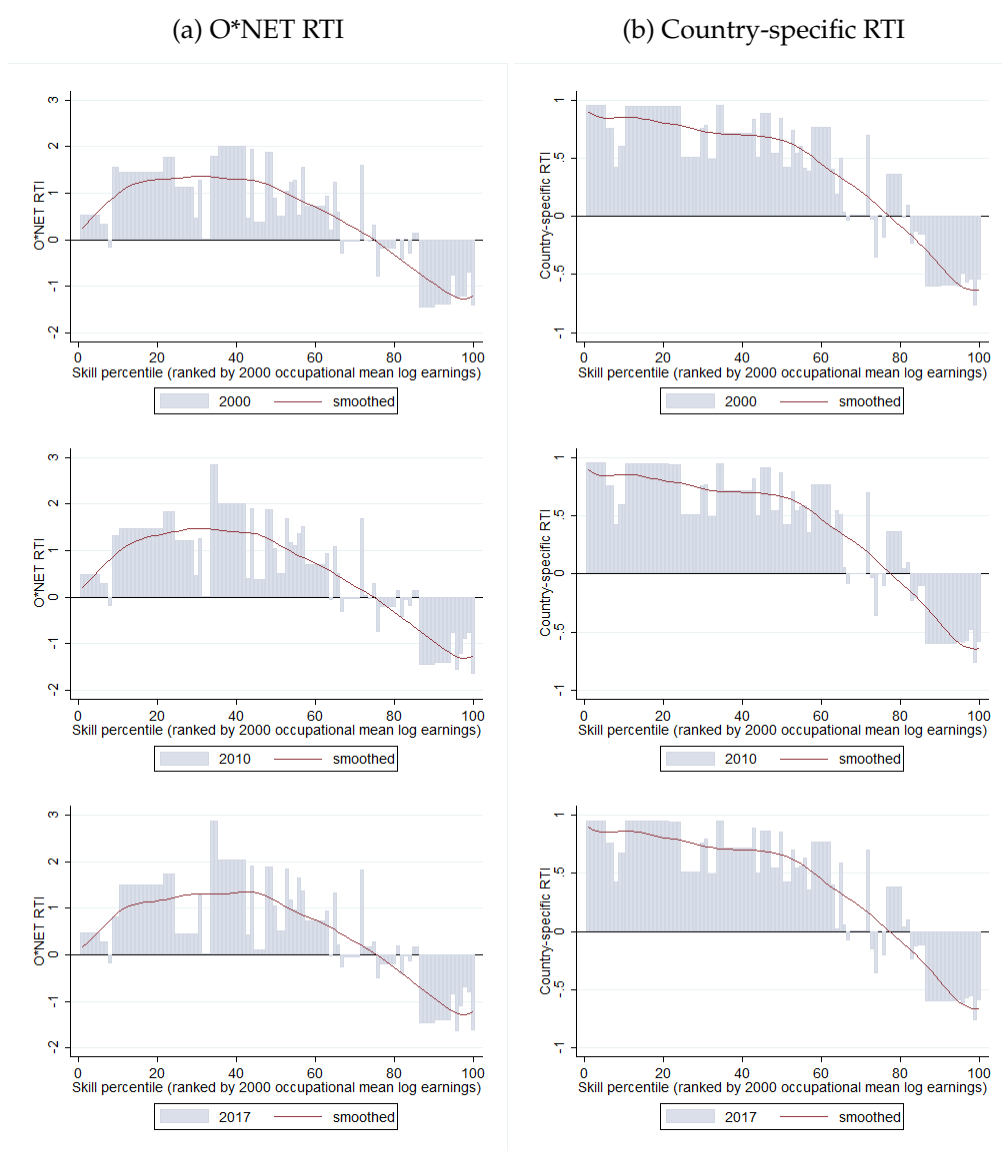 (a) O*NET RTI
(b) Country-specific RTI
O*NET RTI
3
2
1
0
-1
-2
0 20 40 60 80 100
Skill percentile (ranked by 2000 occupational mean log earnings)
2000 smoothed
Country-specific RTI
1
.5
0
-.5
-1
0 20 40 60 80 100
Skill percentile (ranked by 2000 occupational mean log earnings)
2000 smoothed
O*NET RTI
3
2
1
0
-1
-2
0 20 40 60 80 100
Skill percentile (ranked by 2000 occupational mean log earnings)
2010 smoothed
Country-specific RTI
1
.5
0
-.5
-1
0 20 40 60 80 100
Skill percentile (ranked by 2000 occupational mean log earnings)
2010 smoothed
O*NET RTI
3
2
1
0
-1
-2
0 20 40 60 80 100
Skill percentile (ranked by 2000 occupational mean log earnings)
2017 smoothed
Country-specific RTI
1
.5
0
-.5
-1
0 20 40 60 80 100
Skill percentile (ranked by 2000 occupational mean log earnings)
2017 smoothed